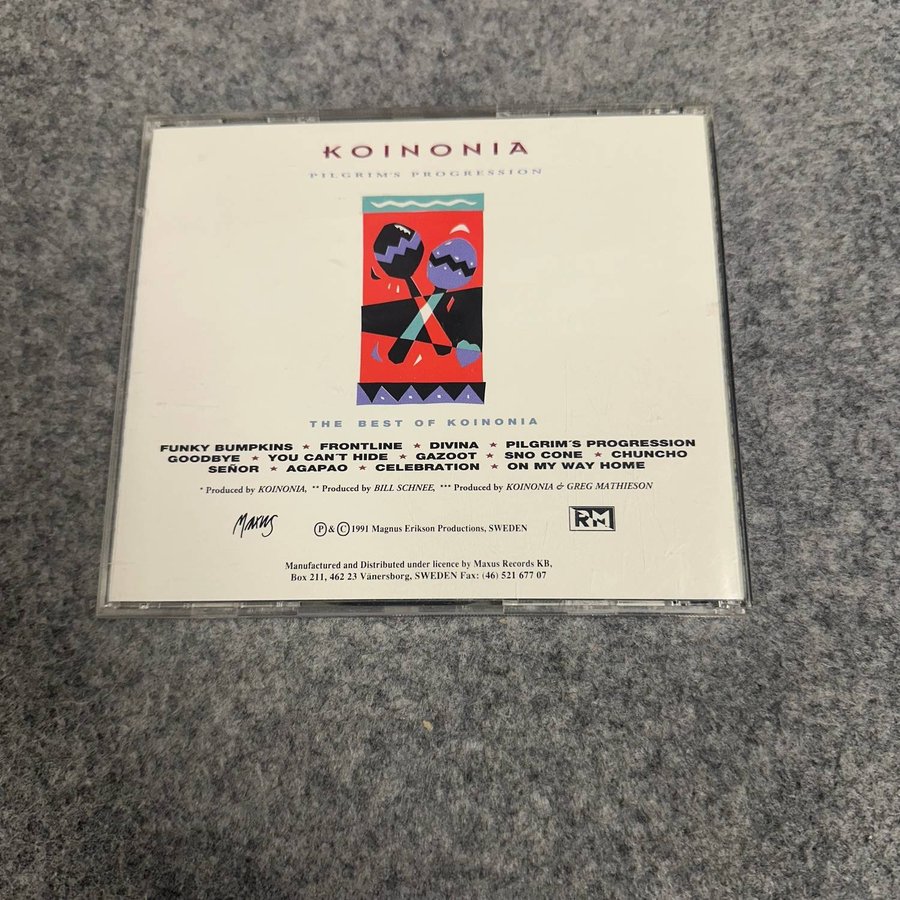 KOINONIA
PILGRIM'S PROGRESSION
THE BEST OF KOINONIA
FUNKY BUMPKINS ★ FRONTLINE ★ DIVINA ★ PILGRIM'S PROGRESSION
GOODBYE ★ YOU CAN'T HIDE ★ GAZOOT ★ SNO CONE ★ CHUNCHO
SEÑOR ★ AGAPAO ★ CELEBRATION ★ ON MY WAY HOME
* Produced by KOINONIA, ** Produced by BILL SCHNEE, *** Produced by KOINONIA & GREG MATHIESON
Maxus Ⓟ & © 1991 Magnus Erikson Productions, SWEDEN RM
Manufactured and Distributed under licence by Maxus Records KB,
Box 211, 462 23 Vänersborg, SWEDEN Fax: (46) 521 677 07